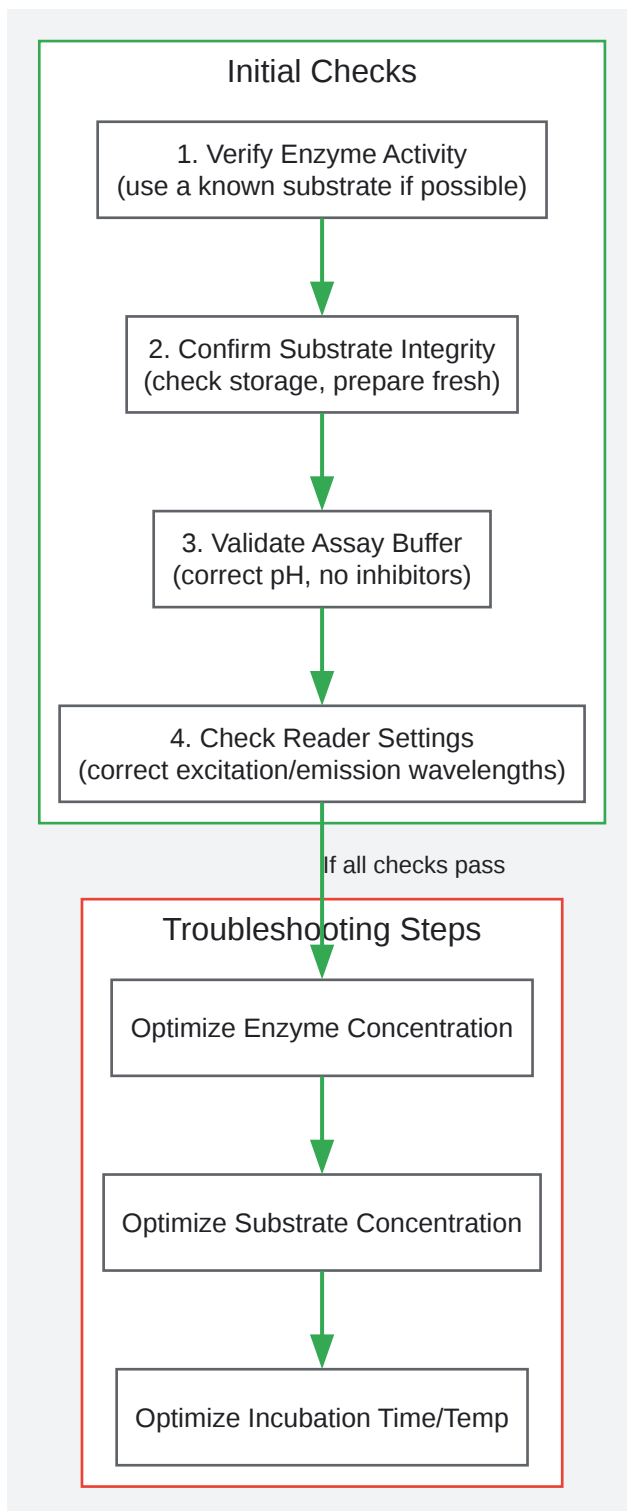 Initial Checks
1. Verify Enzyme Activity
(use a known substrate if possible)
2. Confirm Substrate Integrity
(check storage, prepare fresh)
3. Validate Assay Buffer
(correct pH, no inhibitors)
4. Check Reader Settings
(correct excitation/emission wavelengths)
If all checks pass
Troubleshooting Steps
Optimize Enzyme Concentration
Optimize Substrate Concentration
Optimize Incubation Time/Temp